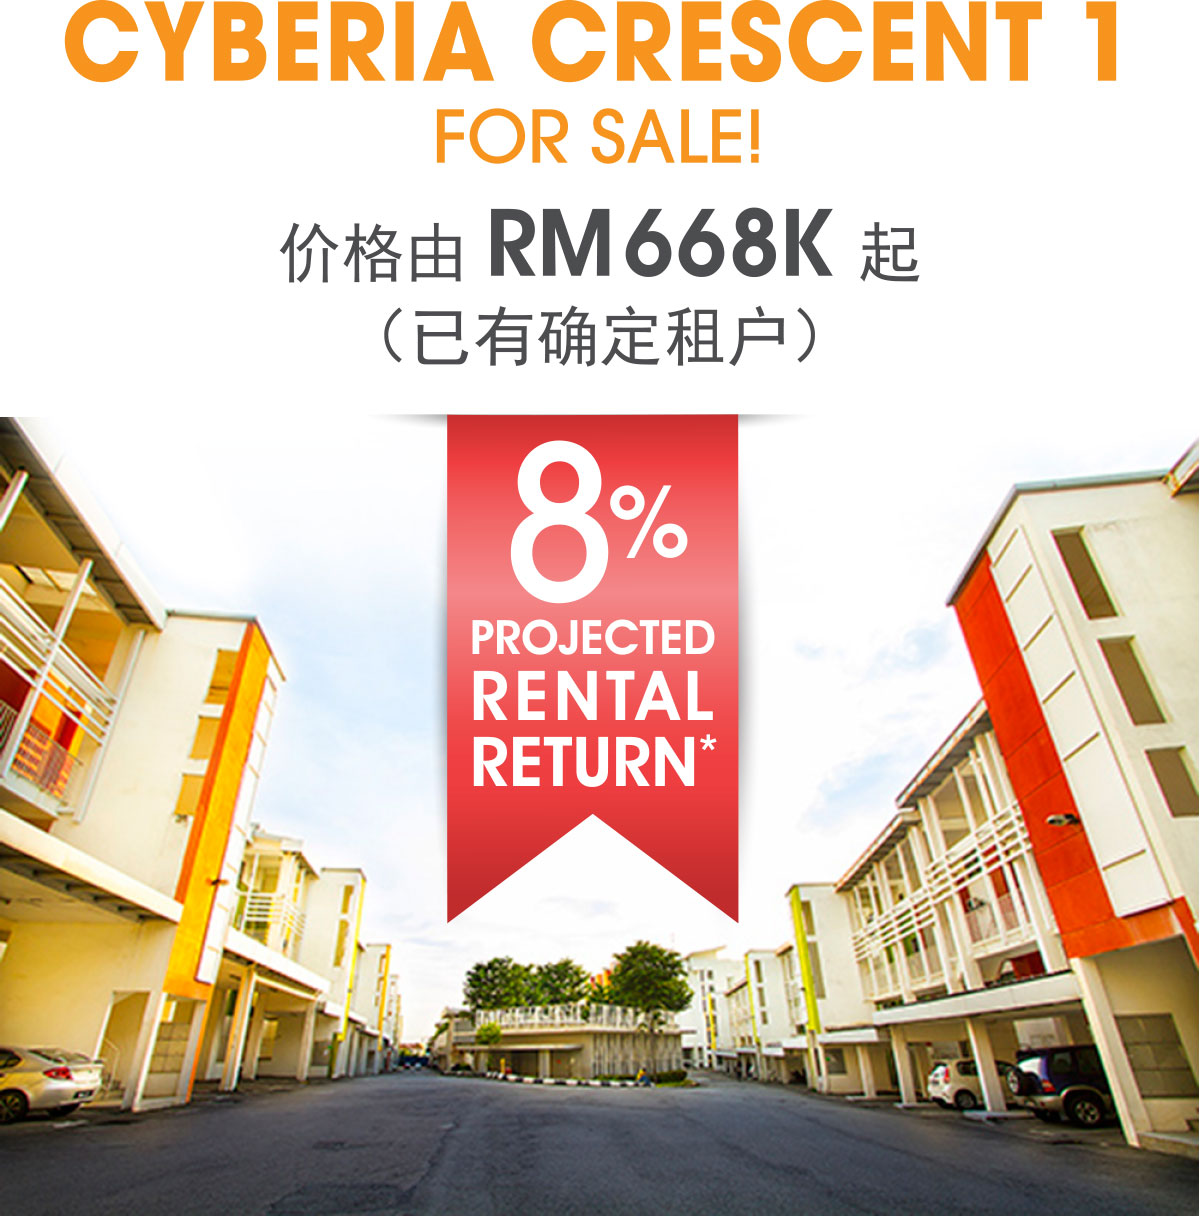 CYBERIA CRESCENT 1
FOR SALE!
价格由 RM668K 起
（已有确定租户）
8%
PROJECTED
RENTAL
RETURN*